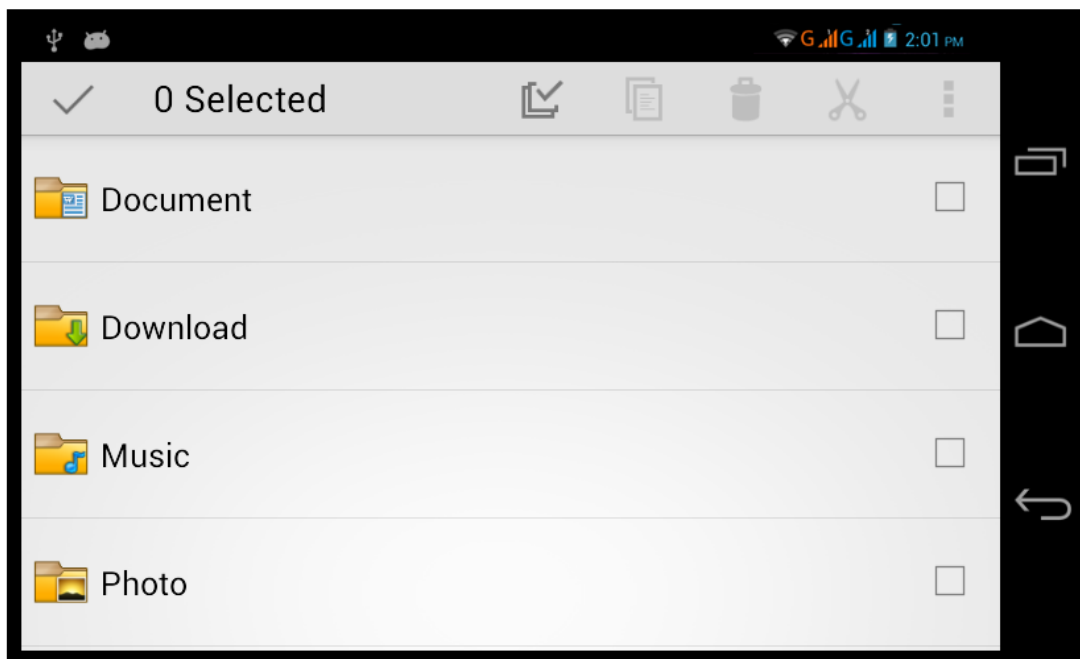 G G 2:01 PM
0 Selected
Document
Download
Music
Photo